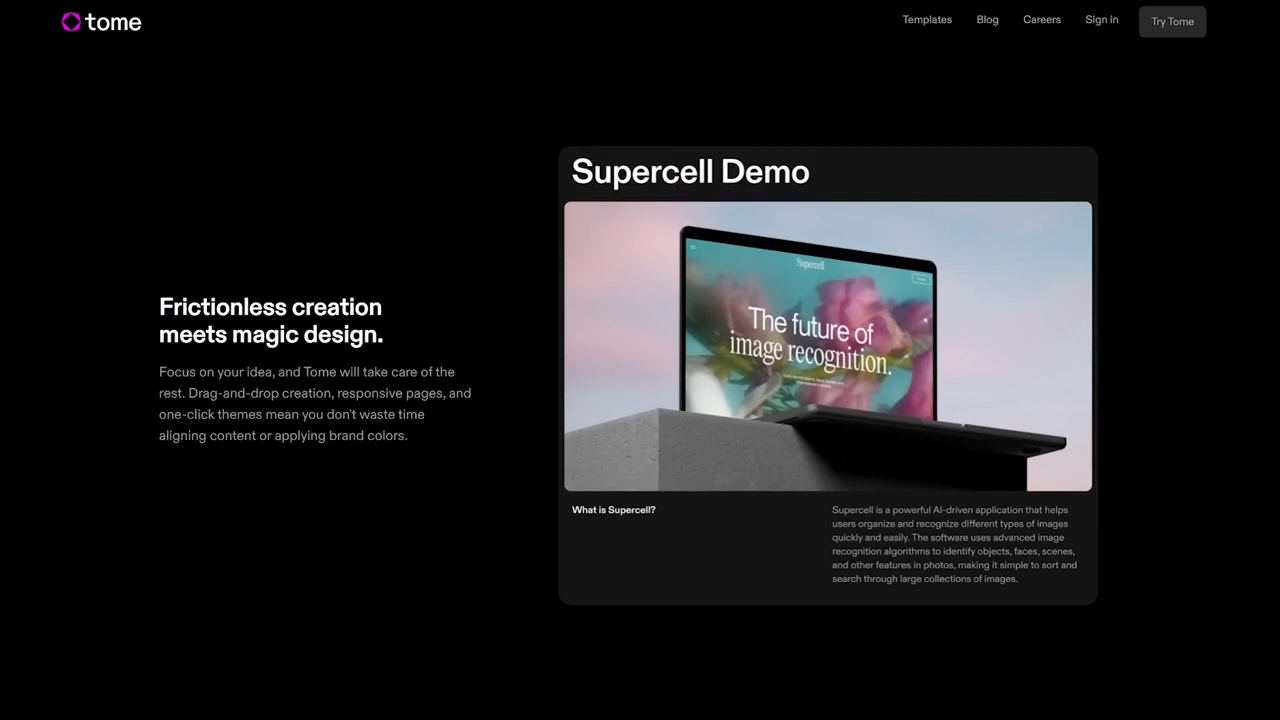 tome
Templates
Blog
Careers
Sign in
Try Tome
Supercell Demo
Supercell
The future of
image recognition.
Frictionless creation
meets magic design.
Focus on your idea, and Tome will take care of the
rest. Drag-and-drop creation, responsive pages, and
one-click themes mean you don't waste time
aligning content or applying brand colors.
What is Supercell?
Supercell is a powerful AI-driven application that helps
users organize and recognize different types of images
quickly and easily. The software uses advanced image
recognition algorithms to identify objects, faces, scenes,
and other features in photos, making it simple to sort and
search through large collections of images.